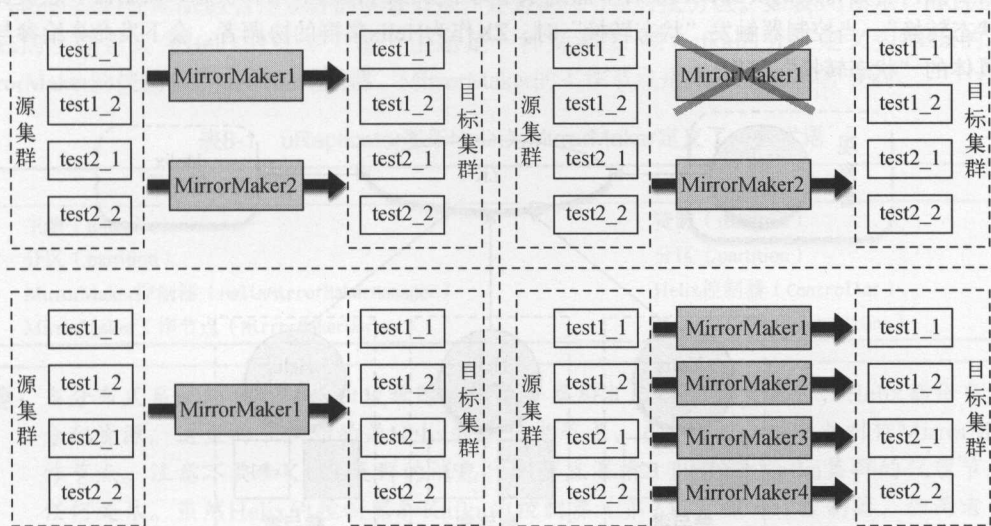 源集群
test1_1
test1_2
test2_1
test2_2
MirrorMaker1
MirrorMaker2
test1_1
test1_2
test2_1
test2_2
目标集群
源集群
test1_1
test1_2
test2_1
test2_2
MirrorMaker1
MirrorMaker2
test1_1
test1_2
test2_1
test2_2
目标集群
源集群
test1_1
test1_2
test2_1
test2_2
MirrorMaker1
test1_1
test1_2
test2_1
test2_2
目标集群
源集群
test1_1
test1_2
test2_1
test2_2
MirrorMaker1
MirrorMaker2
MirrorMaker3
MirrorMaker4
test1_1
test1_2
test2_1
test2_2
目标集群